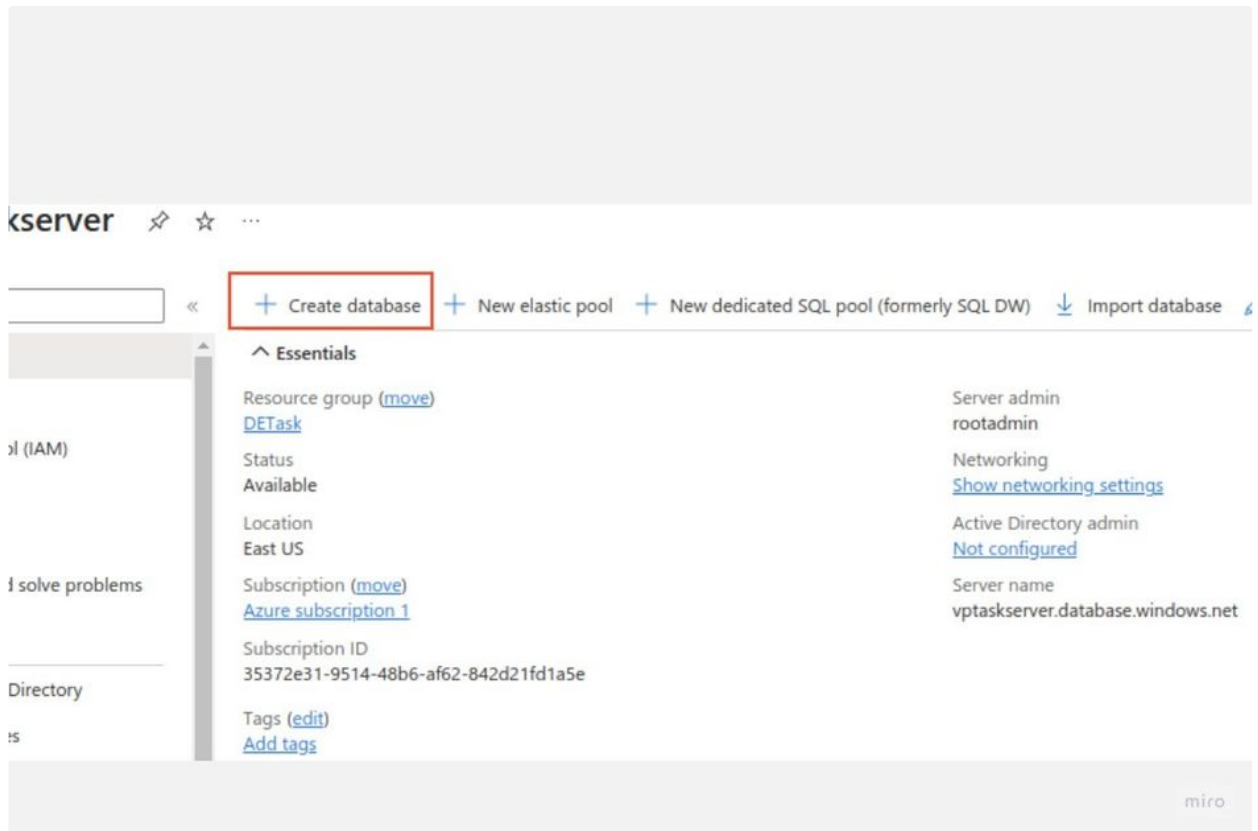 kserver
Create database New elastic pool New dedicated SQL pool (formerly SQL DW) Import database
Essentials
Resource group (move)
DETask
Status
Available
Location
East US
Subscription (move)
Azure subscription 1
Subscription ID
35372e31-9514-48b6-af62-842d21fd1a5e
Tags (edit)
Add tags
Server admin
rootadmin
Networking
Show networking settings
Active Directory admin
Not configured
Server name
vptaskserver.database.windows.net
ol (IAM)
d solve problems
Directory
es
miro